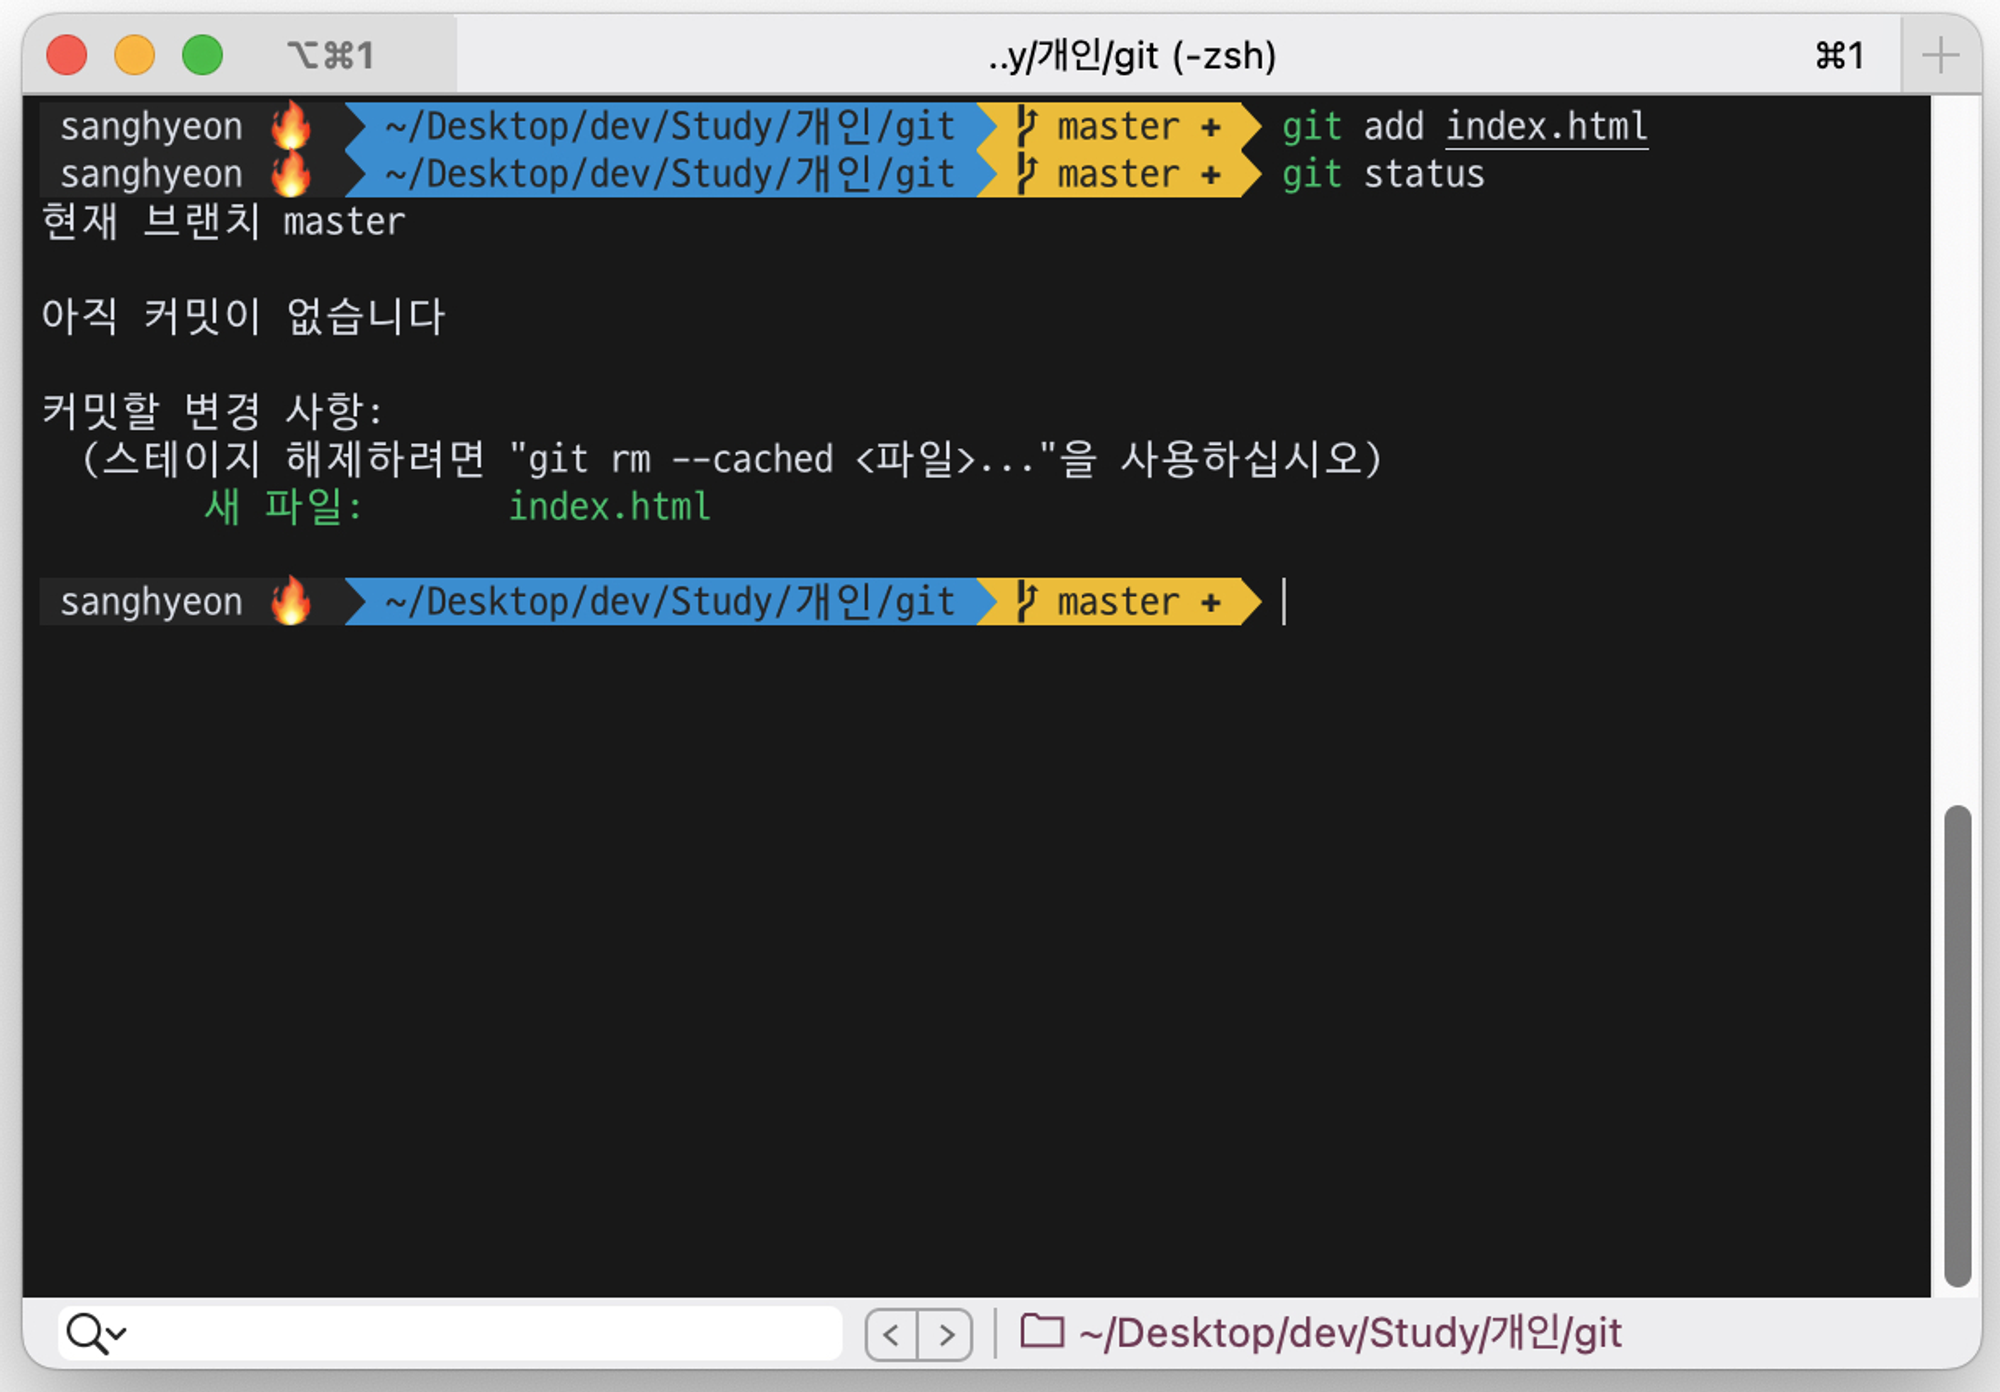 ⌥⌘1 ..y/개인/git (-zsh) ⌘1 +
sanghyeon 🔥 ~/Desktop/dev/Study/개인/git master + git add index.html
sanghyeon 🔥 ~/Desktop/dev/Study/개인/git master + git status
현재 브랜치 master
아직 커밋이 없습니다
커밋할 변경 사항:
(스테이지 해제하려면 "git rm --cached <파일>..."을 사용하십시오)
새 파일: index.html
sanghyeon 🔥 ~/Desktop/dev/Study/개인/git master +
~/Desktop/dev/Study/개인/git